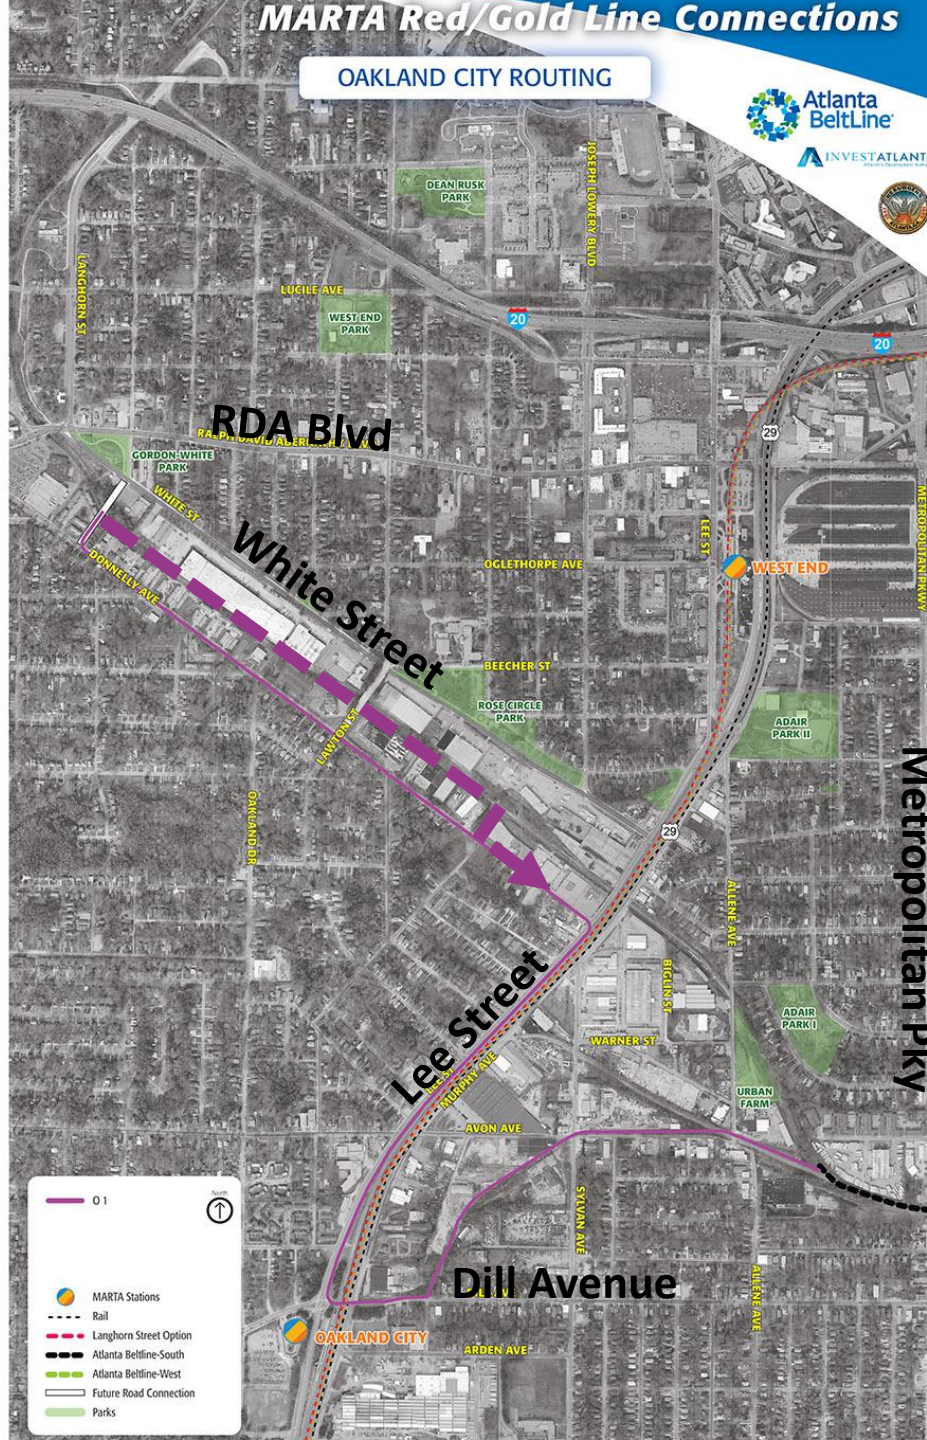 MARTA Red/Gold Line Connections
OAKLAND CITY ROUTING
Atlanta
BeltLine
INVESTATLANT
DEAN RUSK
PARK
JOSEPH LOWERY BLVD
LANGHORN ST
LUCILE AVE
WEST END
PARK
20
20
RDA Blvd
29
GORDON-WHITE
PARK
WHITE ST
METROPOLITAN PKWY
LEE ST
White Street
DONNELLY AVE
OGLETHORPE AVE
WEST END
BEECHER ST
ROSE CIRCLE
PARK
ADAIR
PARK II
LAWTON ST
OAKLAND DR
29
Metropolitan Pky
ALLENE AVE
BIGLIN ST
Lee Street
ADAIR
PARK I
WARNER ST
LEE ST
MURPHY AVE
URBAN
FARM
AVON AVE
SYLVAN AVE
Dill Avenue
ALLENE AVE
OAKLAND CITY
ARDEN AVE
O 1
North
MARTA Stations
Rail
Langhorn Street Option
Atlanta Beltline-South
Atlanta Beltline-West
Future Road Connection
Parks